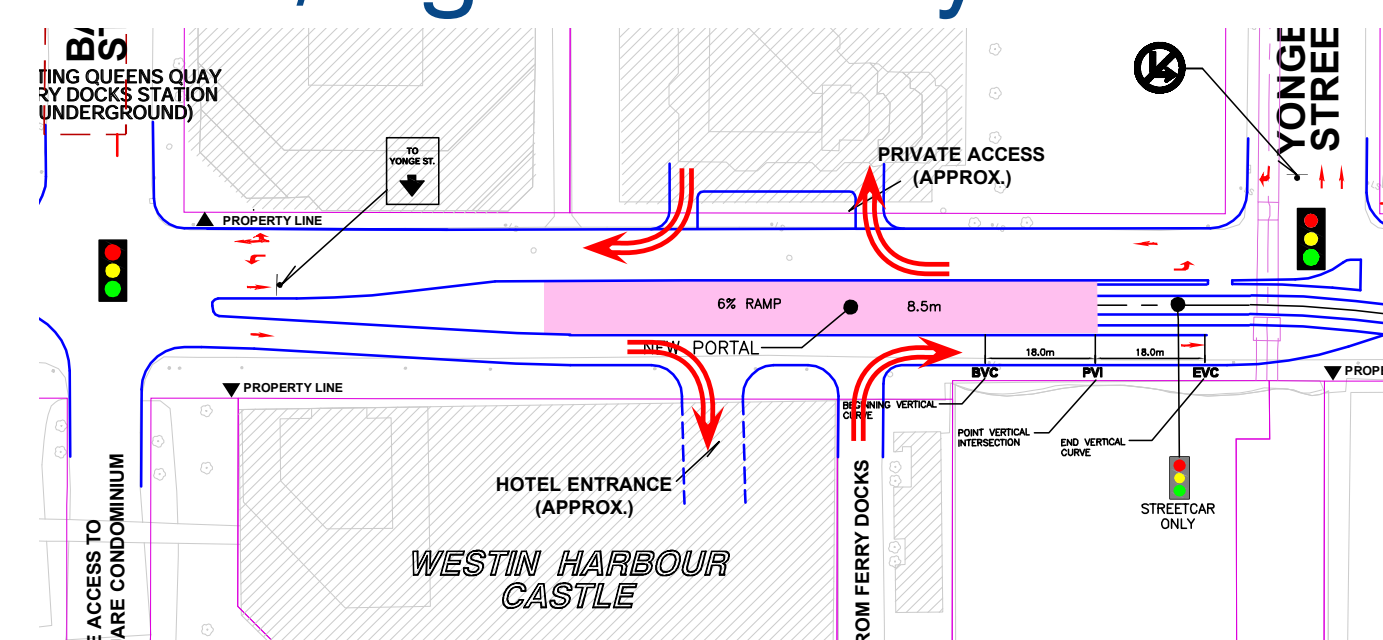 TING QUEENS QUAY
RY DOCKS STATION
UNDERGROUND)
YONGE
STREE
TO
YONGE ST.
PRIVATE ACCESS
(APPROX.)
PROPERTY LINE
6% RAMP
8.5m
NEW PORTAL
18.0m
18.0m
BVC
PVI
EVC
PROPE
PROPERTY LINE
BEGINNING VERTICAL
CURVE
POINT VERTICAL
INTERSECTION
END VERTICAL
CURVE
HOTEL ENTRANCE
(APPROX.)
STREETCAR
ONLY
WESTIN HARBOUR
CASTLE
E ACCESS TO
ARE CONDOMINIUM
ROM FERRY DOCKS